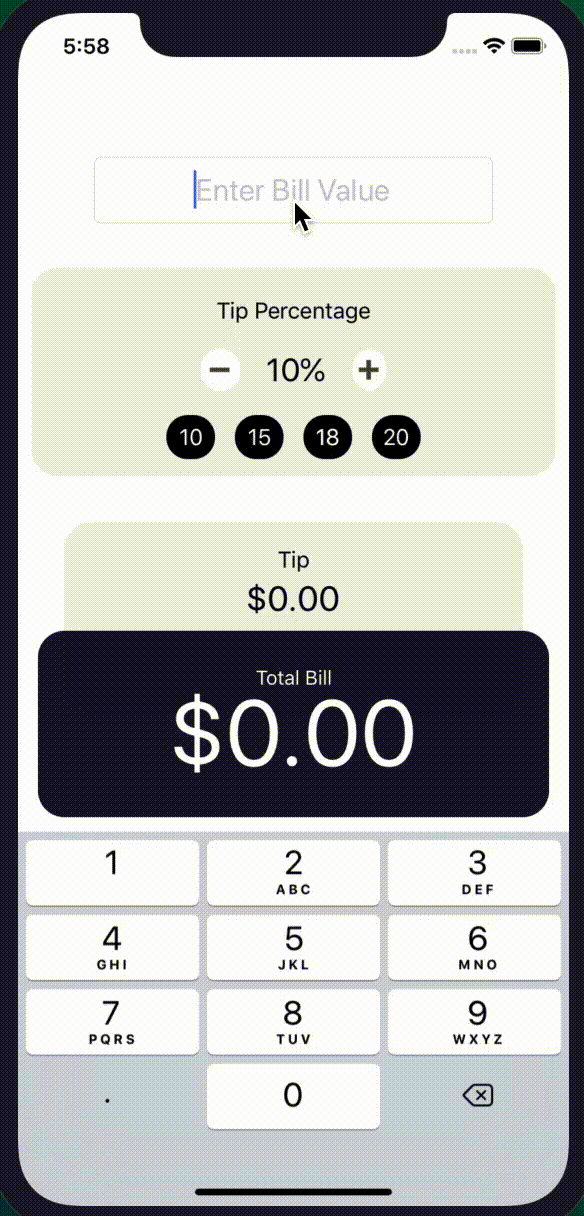 5:58
Enter Bill Value
Tip Percentage
− 10% +
10 15 18 20
Tip
$0.00
Total Bill
$0.00
1 2 3
ABC DEF
4 5 6
GHI JKL MNO
7 8 9
PQRS TUV WXYZ
. 0